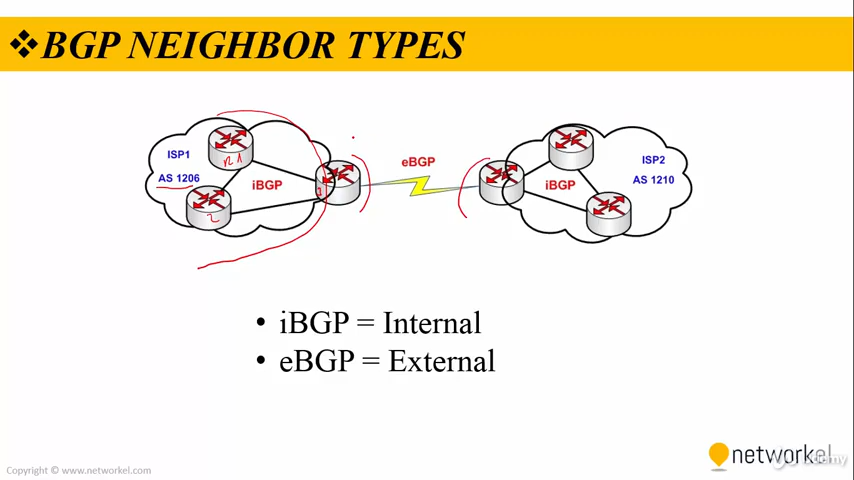 ❖BGP NEIGHBOR TYPES
ISP1
AS 1206
iBGP
eBGP
ISP2
AS 1210
iBGP
• iBGP = Internal
• eBGP = External
Copyright © www.networkel.com
networkel